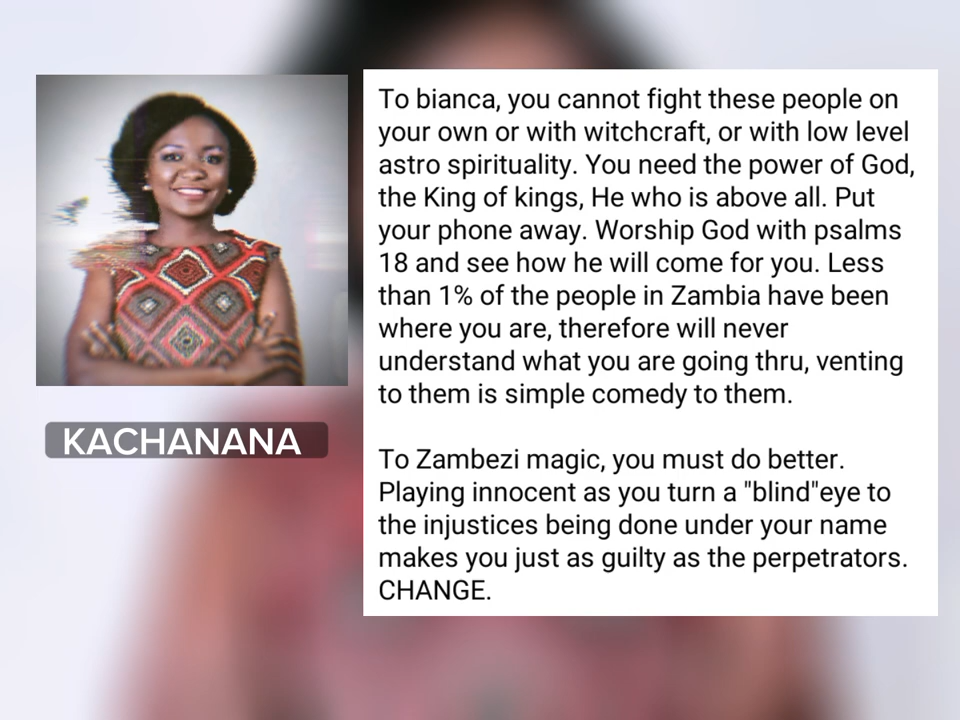 To bianca, you cannot fight these people on
your own or with witchcraft, or with low level
astro spirituality. You need the power of God,
the King of kings, He who is above all. Put
your phone away. Worship God with psalms
18 and see how he will come for you. Less
than 1% of the people in Zambia have been
where you are, therefore will never
understand what you are going thru, venting
to them is simple comedy to them.
To Zambezi magic, you must do better.
Playing innocent as you turn a "blind"eye to
the injustices being done under your name
makes you just as guilty as the perpetrators.
CHANGE.
KACHANANA